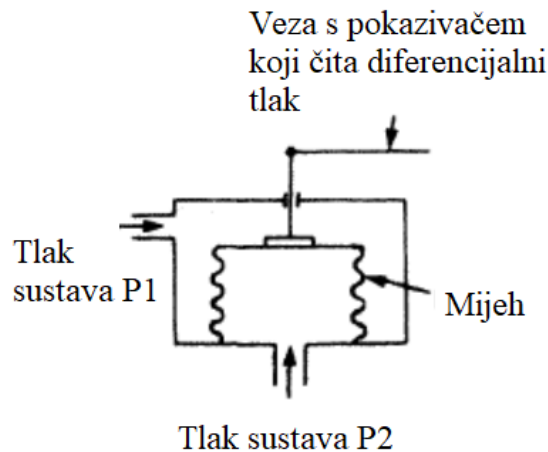 Veza s pokazivačem
koji čita diferencijalni
tlak
Tlak
sustava P1
Mijeh
Tlak sustava P2